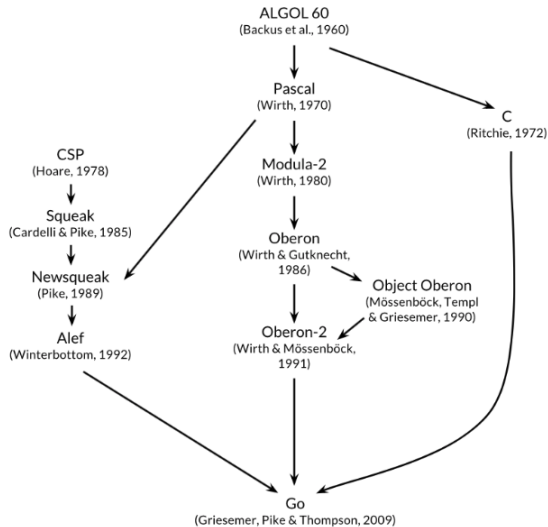 ALGOL 60
(Backus et al., 1960)
Pascal
(Wirth, 1970)
C
(Ritchie, 1972)
Modula-2
(Wirth, 1980)
CSP
(Hoare, 1978)
Squeak
(Cardelli & Pike, 1985)
Oberon
(Wirth & Gutknecht,
1986)
Newsqueak
(Pike, 1989)
Object Oberon
(Mössenböck, Templ
& Griesemer, 1990)
Alef
(Winterbottom, 1992)
Oberon-2
(Wirth & Mössenböck,
1991)
Go
(Griesemer, Pike & Thompson, 2009)